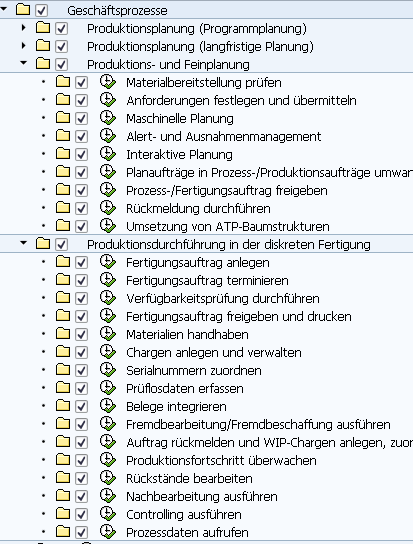 Geschäftsprozesse
Produktionsplanung (Programmplanung)
Produktionsplanung (langfristige Planung)
Produktions- und Feinplanung
Materialbereitstellung prüfen
Anforderungen festlegen und übermitteln
Maschinelle Planung
Alert- und Ausnahmenmanagement
Interaktive Planung
Planaufträge in Prozess-/Produktionsaufträge umwan
Prozess-/Fertigungsauftrag freigeben
Rückmeldung durchführen
Umsetzung von ATP-Baumstrukturen
Produktionsdurchführung in der diskreten Fertigung
Fertigungsauftrag anlegen
Fertigungsauftrag terminieren
Verfügbarkeitsprüfung durchführen
Fertigungsauftrag freigeben und drucken
Materialien handhaben
Chargen anlegen und verwalten
Serialnummern zuordnen
Prüflosdaten erfassen
Belege integrieren
Fremdbearbeitung/Fremdbeschaffung ausführen
Auftrag rückmelden und WIP-Chargen anlegen, zuor
Produktionsfortschritt überwachen
Rückstände bearbeiten
Nachbearbeitung ausführen
Controlling ausführen
Prozessdaten aufrufen